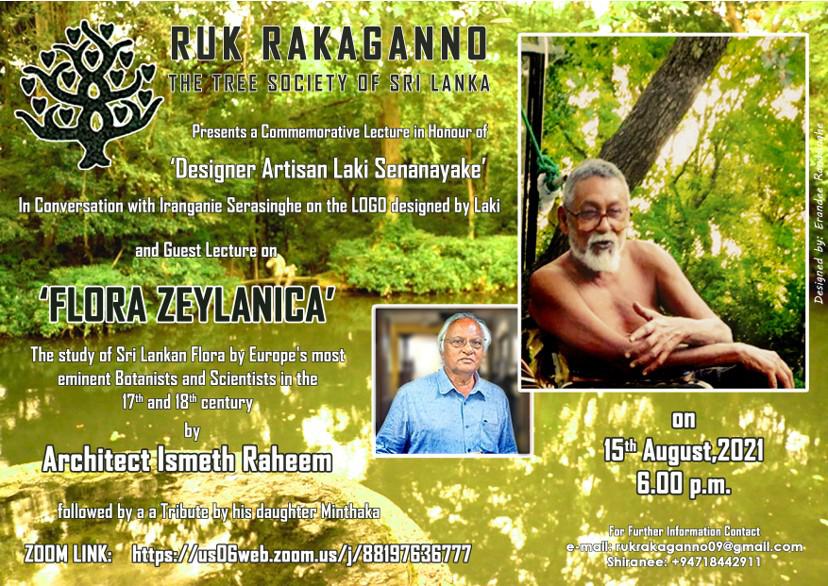 RUK RAKAGANNO
THE TREE SOCIETY OF SRI LANKA
Presents a Commemorative Lecture in Honour of
‘Designer Artisan Laki Senanayake’
In Conversation with Iranganie Serasinghe on the LOGO designed by Laki
and Guest Lecture on
‘FLORA ZEYLANICA’
The study of Sri Lankan Flora by Europe's most
eminent Botanists and Scientists in the
17th and 18th century
by
Architect Ismeth Raheem
followed by a a Tribute by his daughter Minthaka
ZOOM LINK: https://us06web.zoom.us/j/88197636777
on
15th August,2021
6.00 p.m.
For Further Information Contact
e-mail: rukrakaganno09@gmail.com
Shiranee: +94718442911
Designed by: Erandee